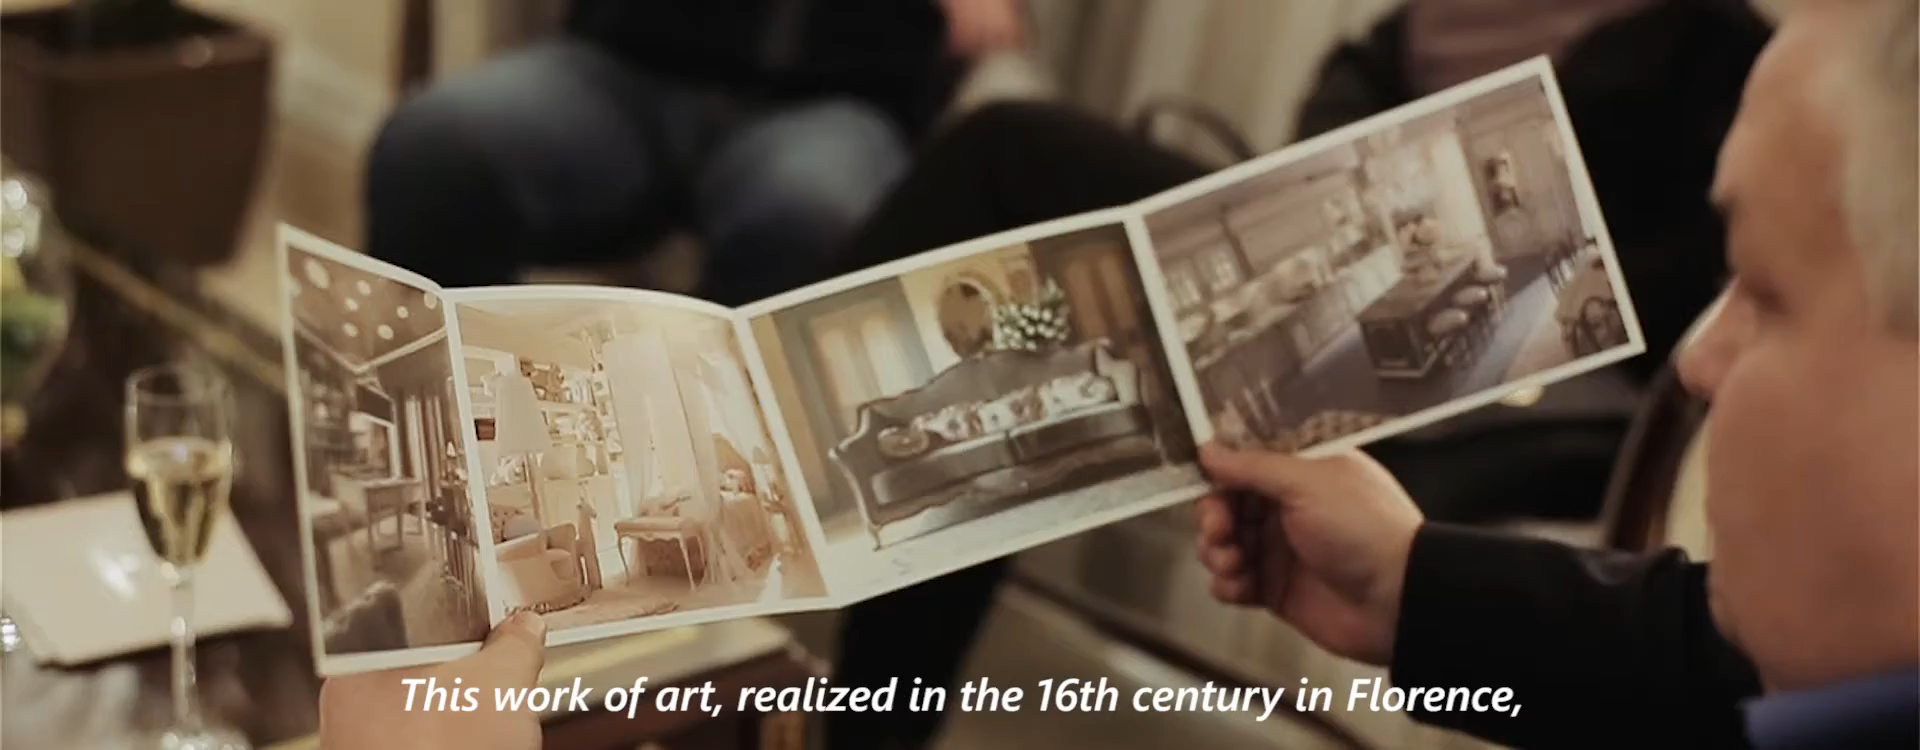 This work of art, realized in the 16th century in Florence,